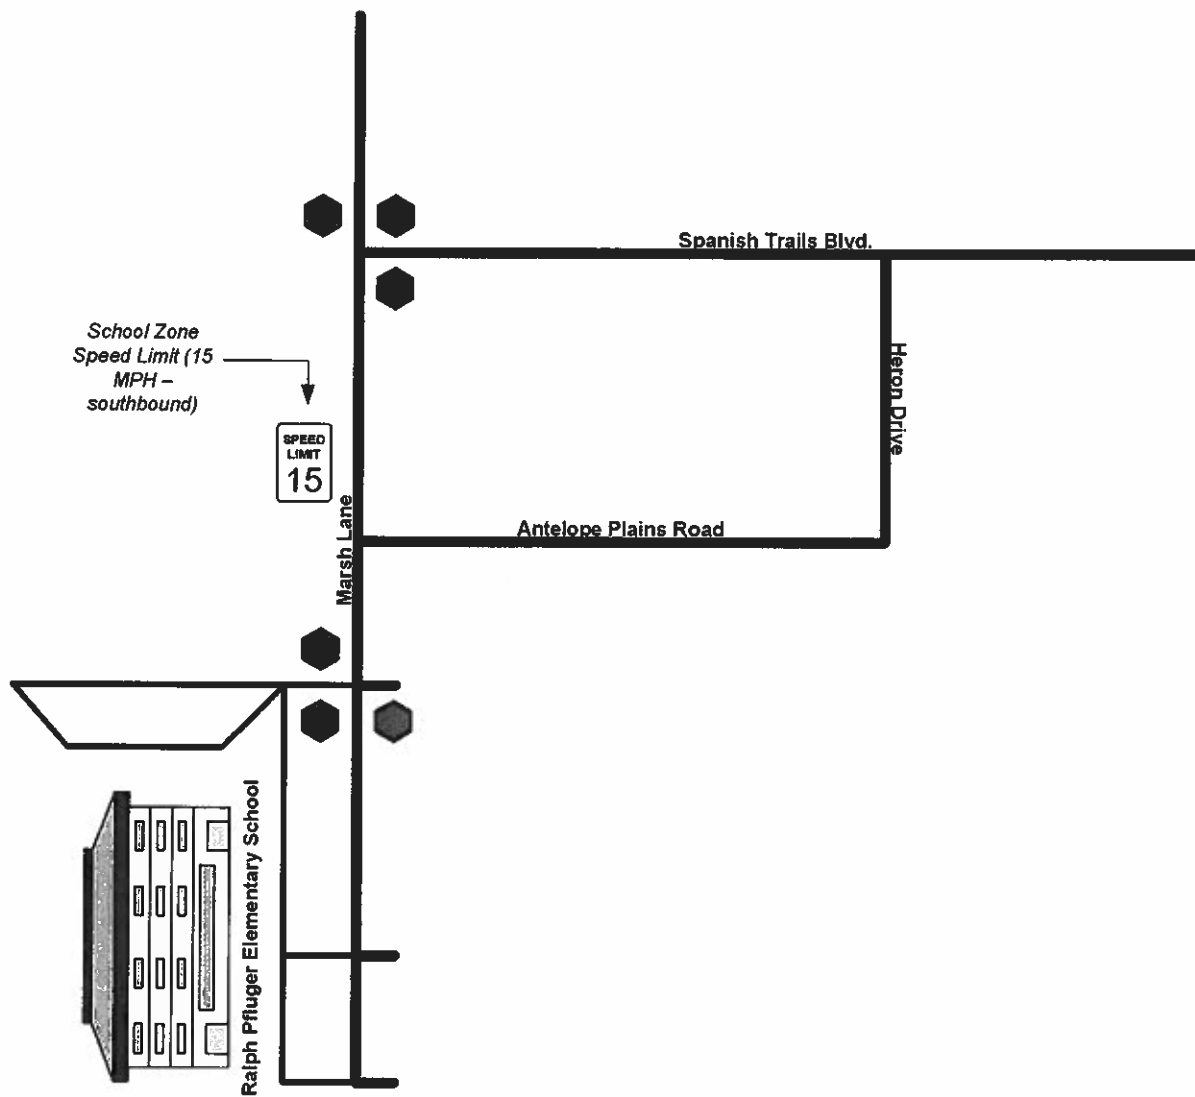 Spanish Trails Blvd.
School Zone
Speed Limit (15
MPH –
southbound)
SPEED
LIMIT
15
Heron Drive
Marsh Lane
Antelope Plains Road
Ralph Pfluger Elementary School